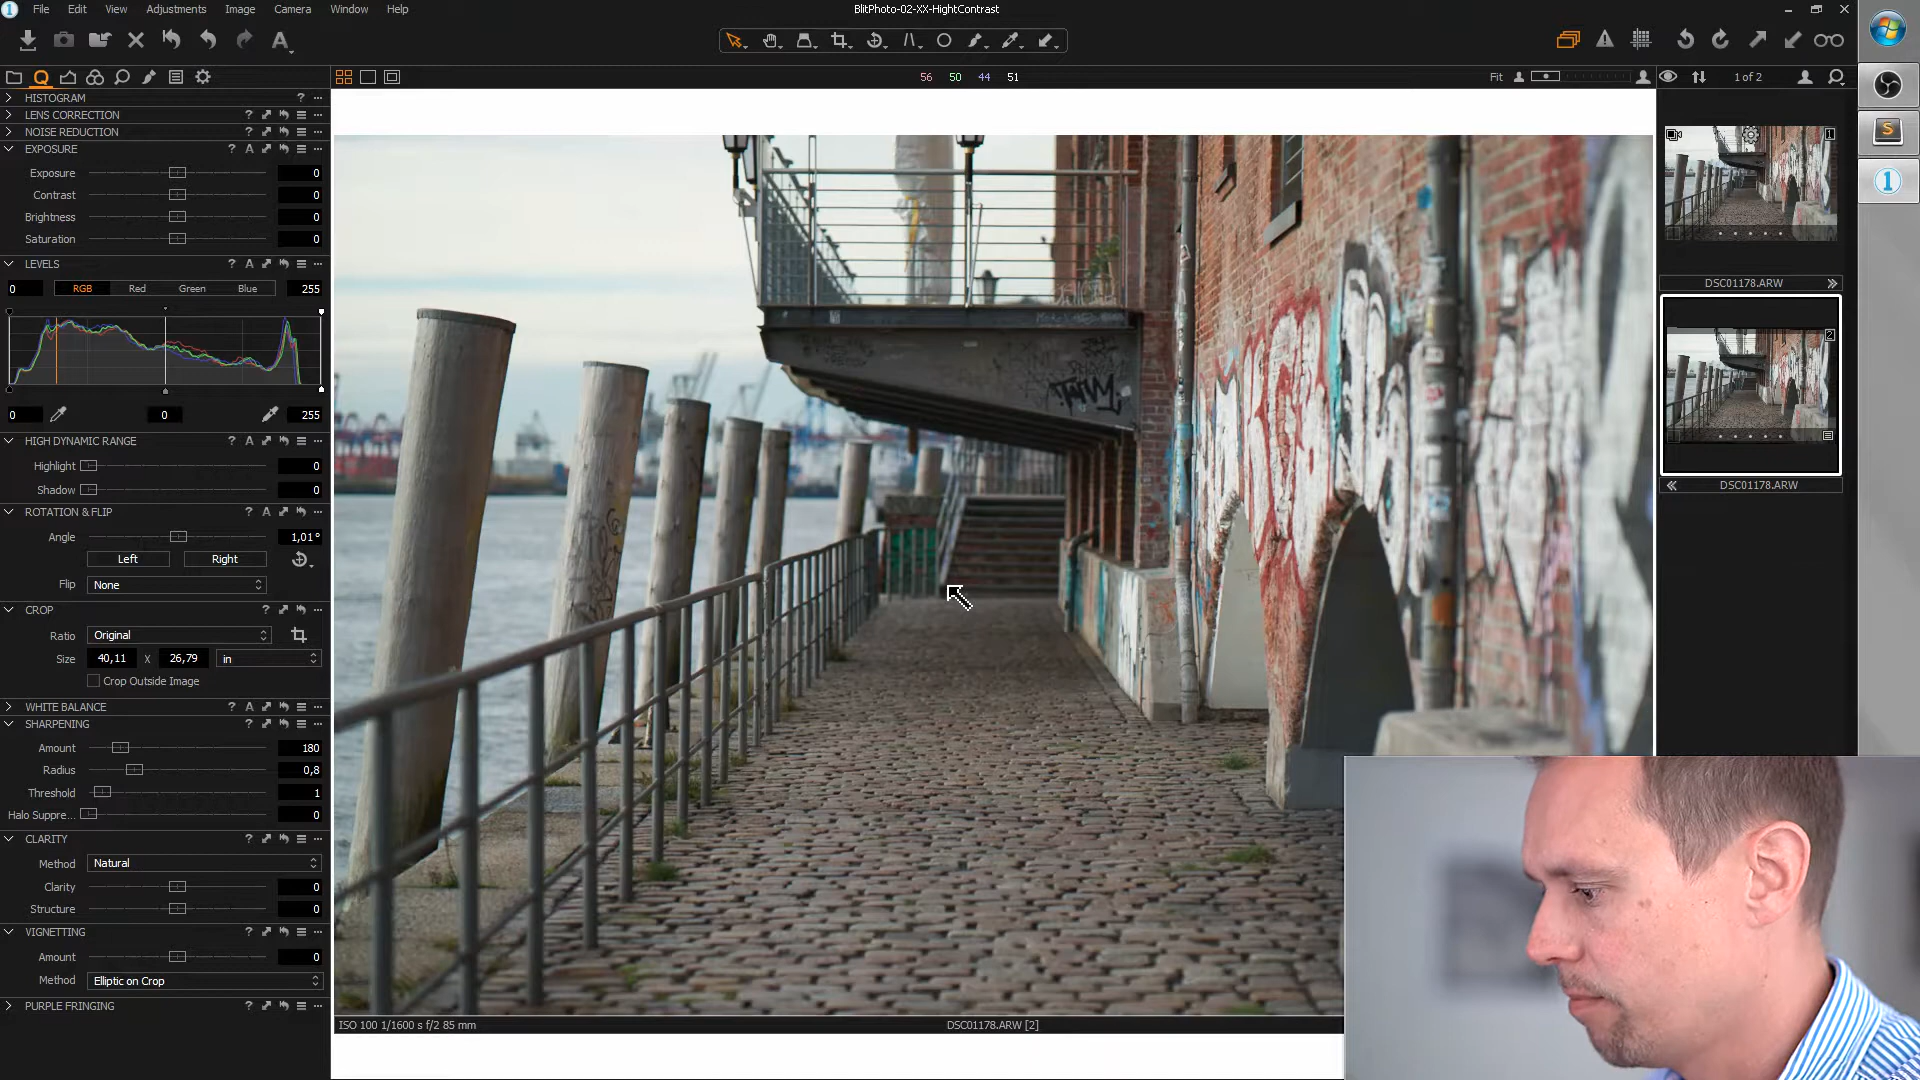 File Edit View Adjustments Image Camera Window Help
BlitPhoto-02-XX-HightContrast
56 50 44 51
Fit
1 of 2
HISTOGRAM
LENS CORRECTION
NOISE REDUCTION
EXPOSURE
Exposure 0
Contrast 0
Brightness 0
Saturation 0
LEVELS
0 RGB Red Green Blue 255
0 0 255
HIGH DYNAMIC RANGE
Highlight 0
Shadow 0
ROTATION & FLIP
Angle 1,01°
Left Right
Flip None
CROP
Ratio Original
Size 40,11 X 26,79 in
Crop Outside Image
WHITE BALANCE
SHARPENING
Amount 180
Radius 0,8
Threshold 1
Halo Suppre... 0
CLARITY
Method Natural
Clarity 0
Structure 0
VIGNETTING
Amount 0
Method Elliptic on Crop
PURPLE FRINGING
ISO 100 1/1600 s f/2 85 mm
DSC01178.ARW [2]
1
DSC01178.ARW
2
DSC01178.ARW